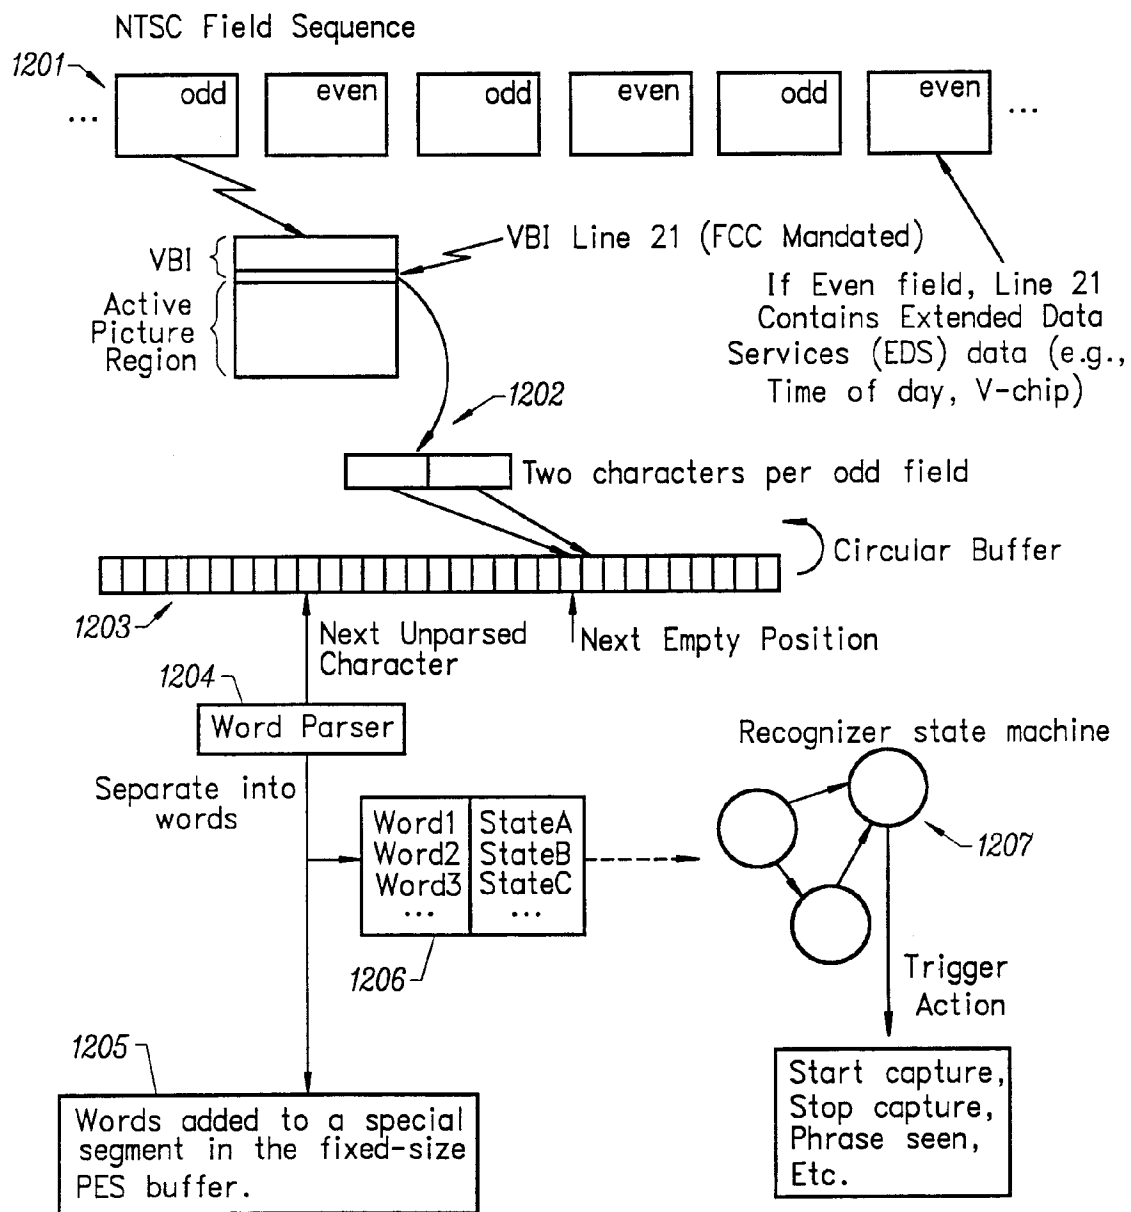 NTSC Field Sequence
1201
odd
even
odd
even
odd
even
...
...
VBI
VBI Line 21 (FCC Mandated)
Active
Picture
Region
If Even field, Line 21
Contains Extended Data
Services (EDS) data (e.g.,
Time of day, V-chip)
1202
Two characters per odd field
Circular Buffer
1203
Next Unparsed
Character
Next Empty Position
1204
Word Parser
Recognizer state machine
Separate into
words
Word1 StateA
Word2 StateB
Word3 StateC
... ...
1207
1206
Trigger
Action
1205
Words added to a special
segment in the fixed-size
PES buffer.
Start capture,
Stop capture,
Phrase seen,
Etc.